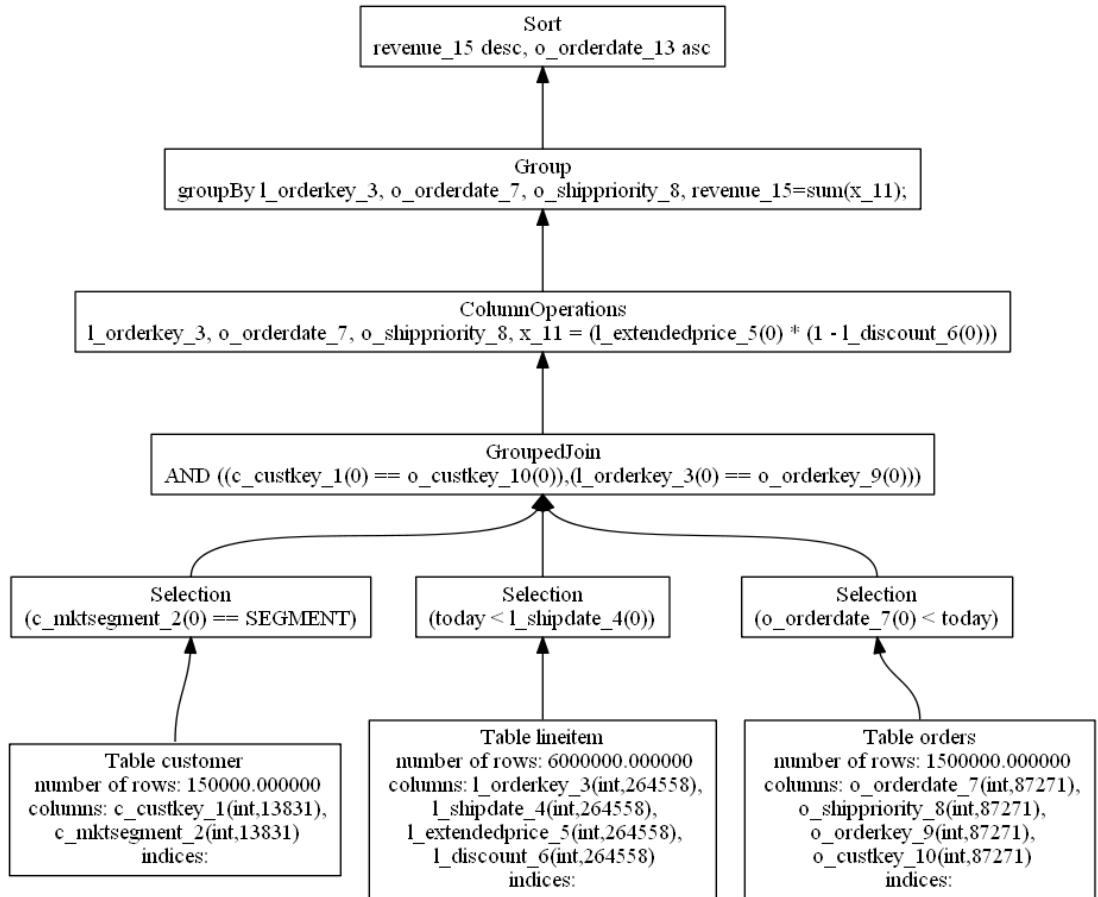 Sort
revenue_15 desc, o_orderdate_13 asc
Group
groupBy l_orderkey_3, o_orderdate_7, o_shippriority_8, revenue_15=sum(x_11);
ColumnOperations
l_orderkey_3, o_orderdate_7, o_shippriority_8, x_11 = (l_extendedprice_5(0) * (1 - l_discount_6(0)))
GroupedJoin
AND ((c_custkey_1(0) == o_custkey_10(0)),(l_orderkey_3(0) == o_orderkey_9(0)))
Selection
(c_mktsegment_2(0) == SEGMENT)
Selection
(today < l_shipdate_4(0))
Selection
(o_orderdate_7(0) < today)
Table customer
number of rows: 150000.000000
columns: c_custkey_1(int,13831),
c_mktsegment_2(int,13831)
indices:
Table lineitem
number of rows: 6000000.000000
columns: l_orderkey_3(int,264558),
l_shipdate_4(int,264558),
l_extendedprice_5(int,264558),
l_discount_6(int,264558)
indices:
Table orders
number of rows: 1500000.000000
columns: o_orderdate_7(int,87271),
o_shippriority_8(int,87271),
o_orderkey_9(int,87271),
o_custkey_10(int,87271)
indices: